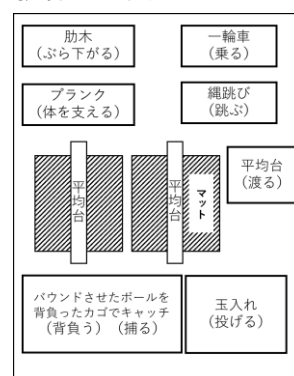 肋木
(ぶら下がる)
一輪車
(乗る)
プランク
(体を支える)
縄跳び
(跳ぶ)
平均台
平均台
マット
平均台
(渡る)
バウンドさせたボールを
背負ったカゴでキャッチ
(背負う) (捕る)
玉入れ
(投げる)